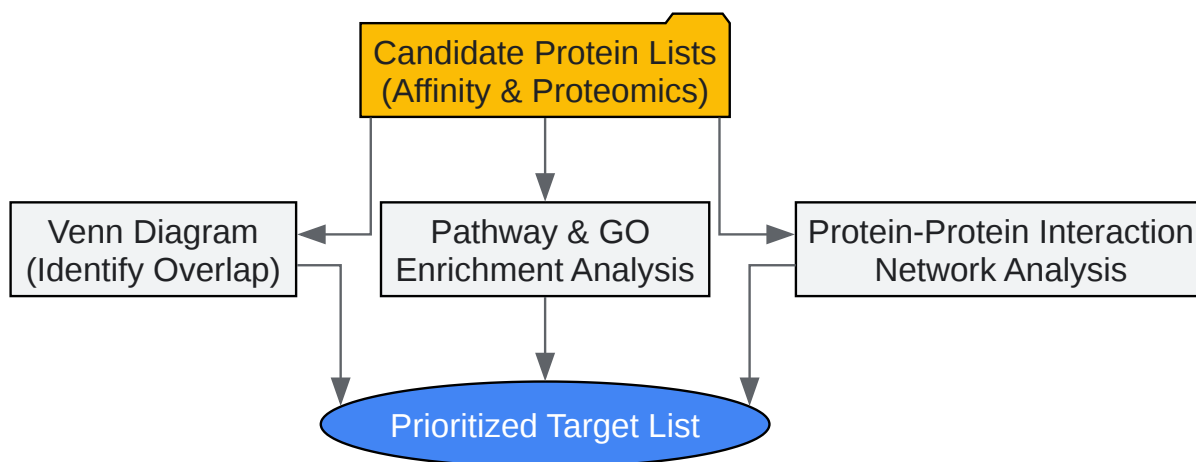 Candidate Protein Lists
(Affinity & Proteomics)
Venn Diagram
(Identify Overlap)
Pathway & GO
Enrichment Analysis
Protein-Protein Interaction
Network Analysis
Prioritized Target List